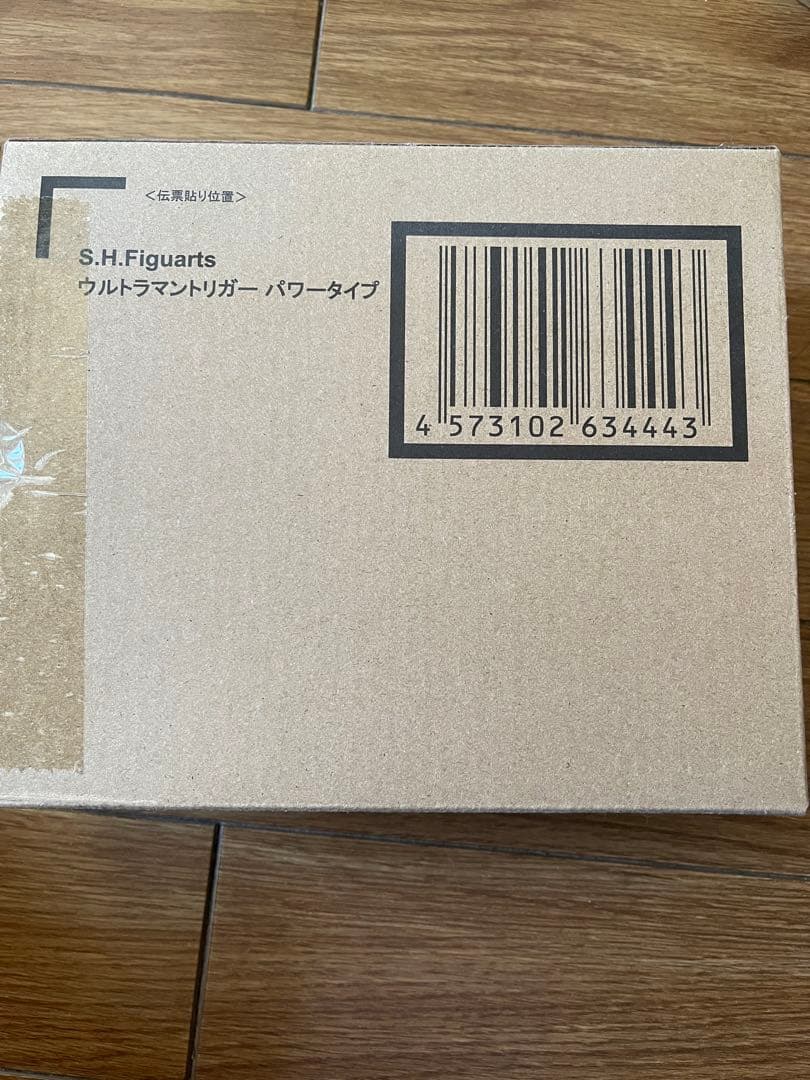 ＜伝票貼り位置＞
S.H.Figuarts
ウルトラマントリガー パワータイプ
4 573102 634443